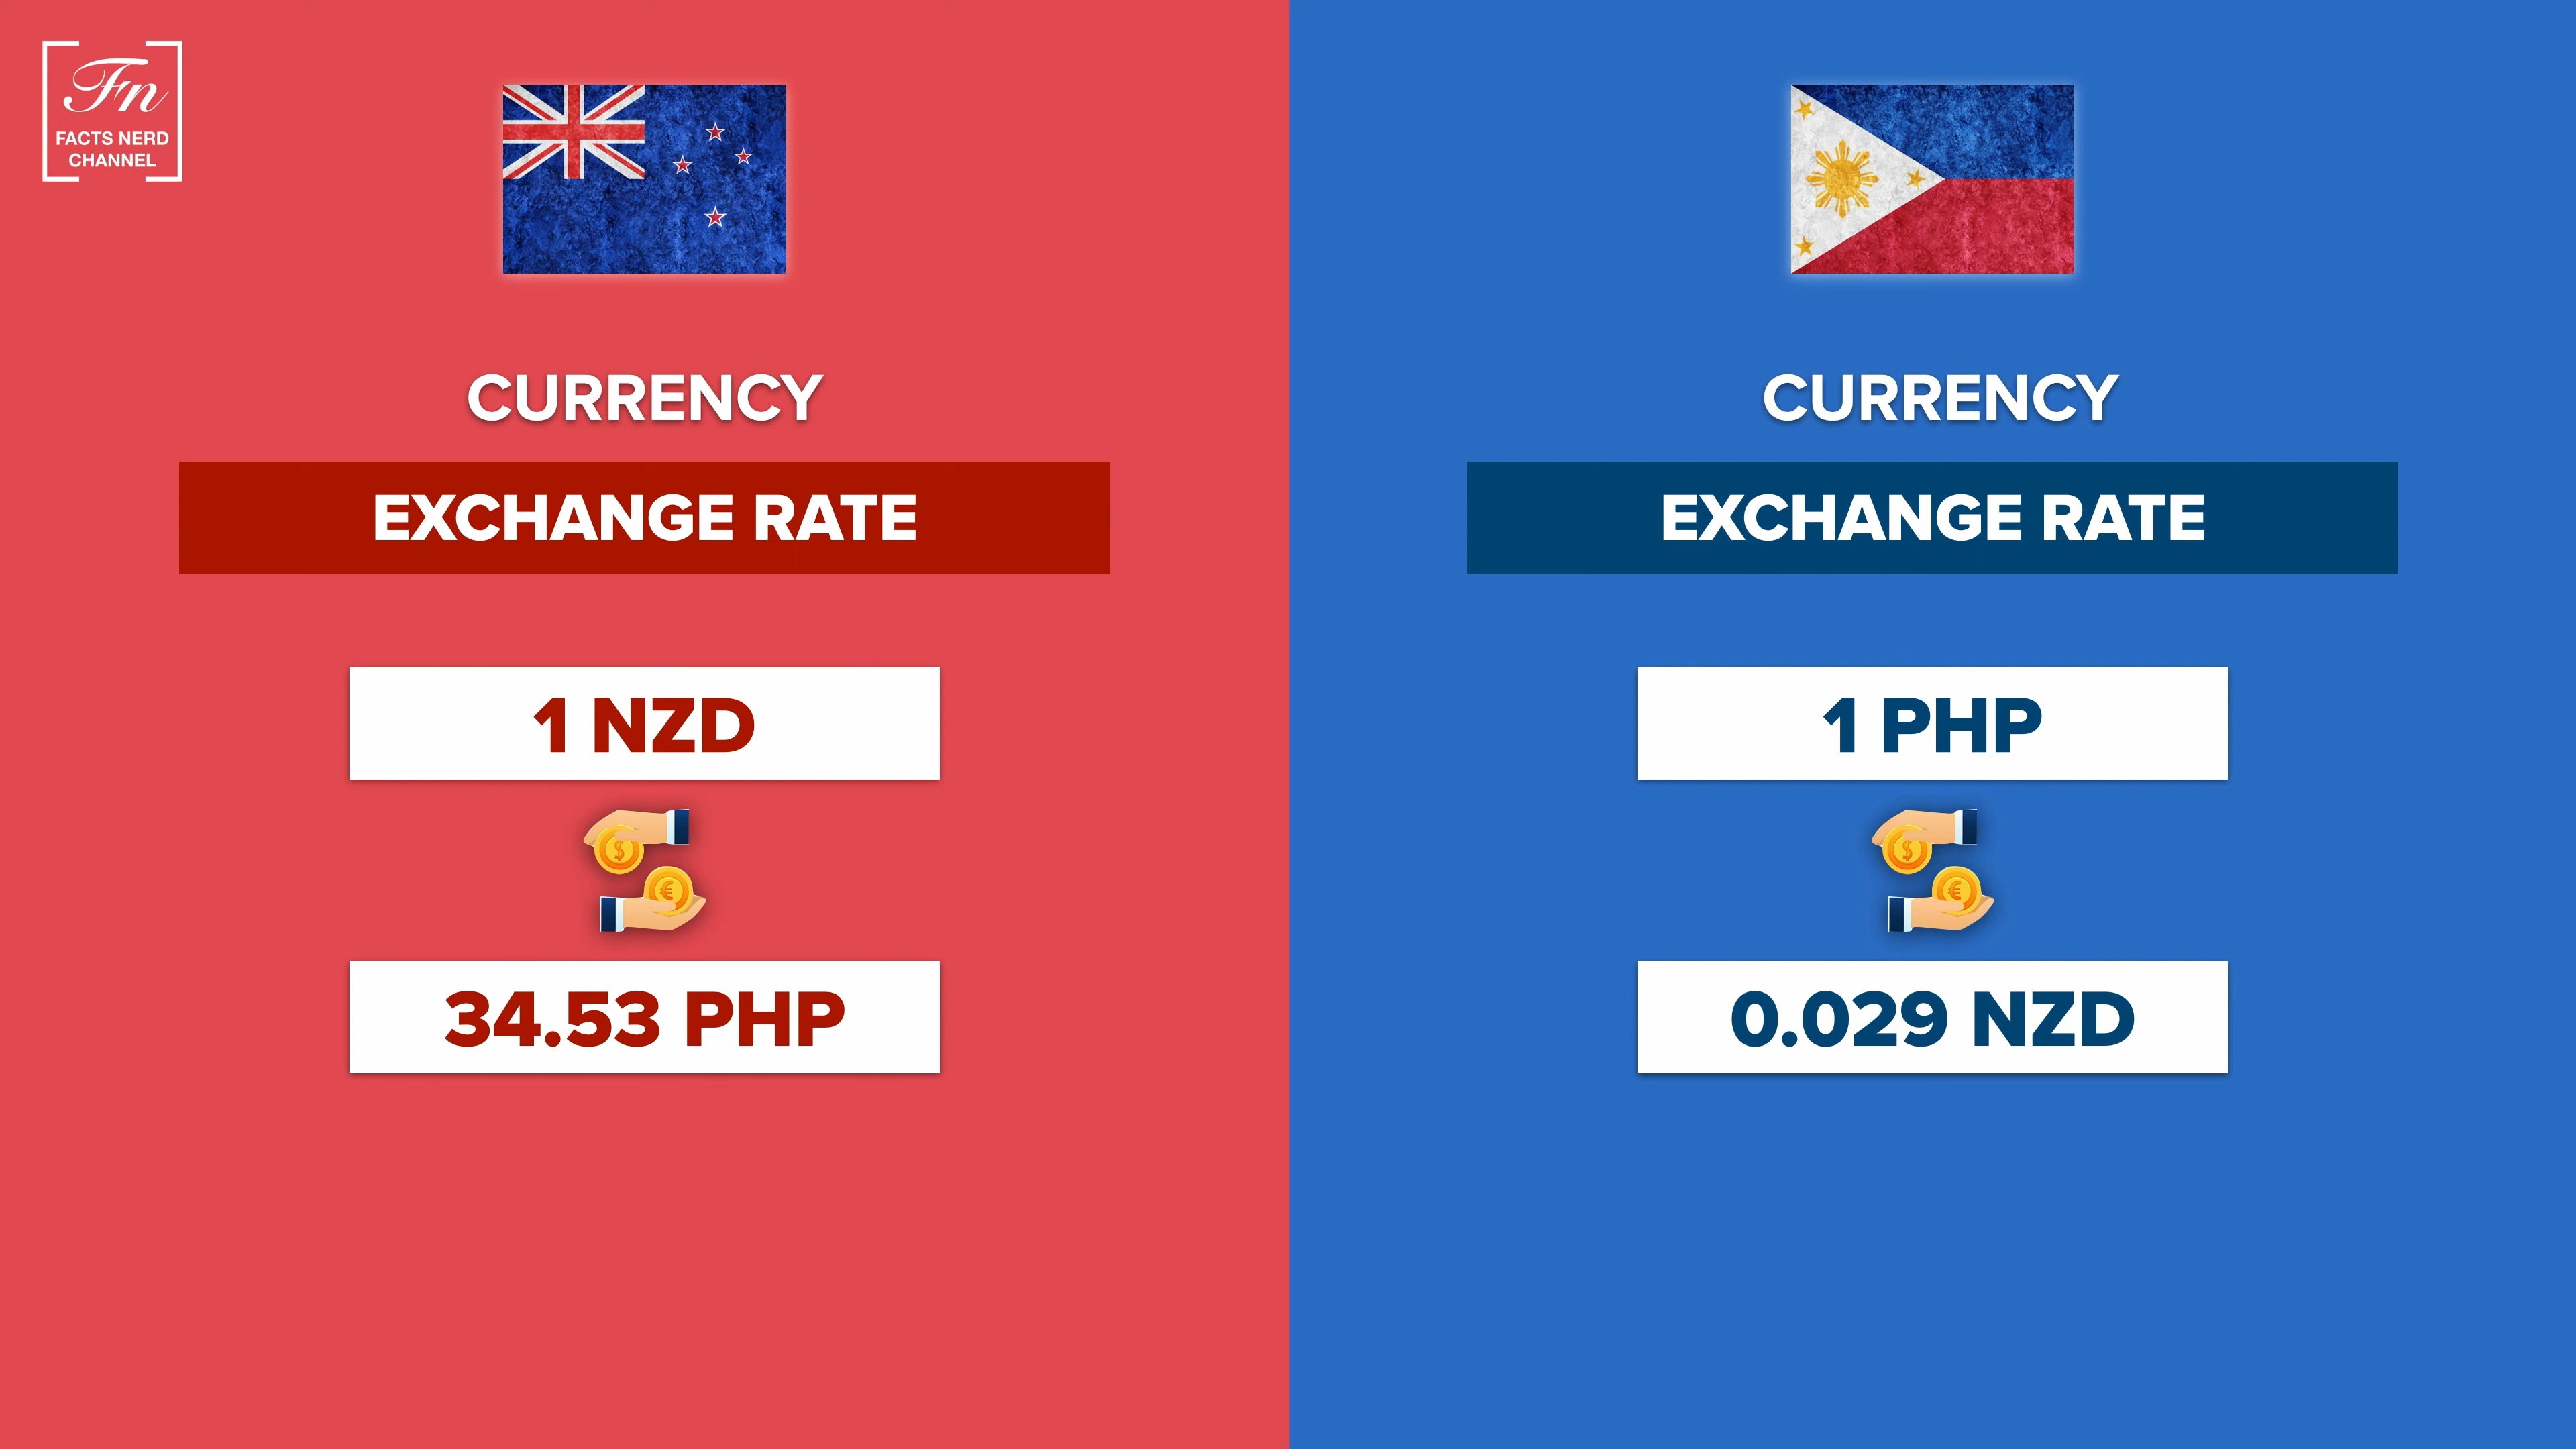 Fn
FACTS NERD
CHANNEL
CURRENCY
EXCHANGE RATE
1 NZD
$
€
34.53 PHP
CURRENCY
EXCHANGE RATE
1 PHP
$
€
0.029 NZD